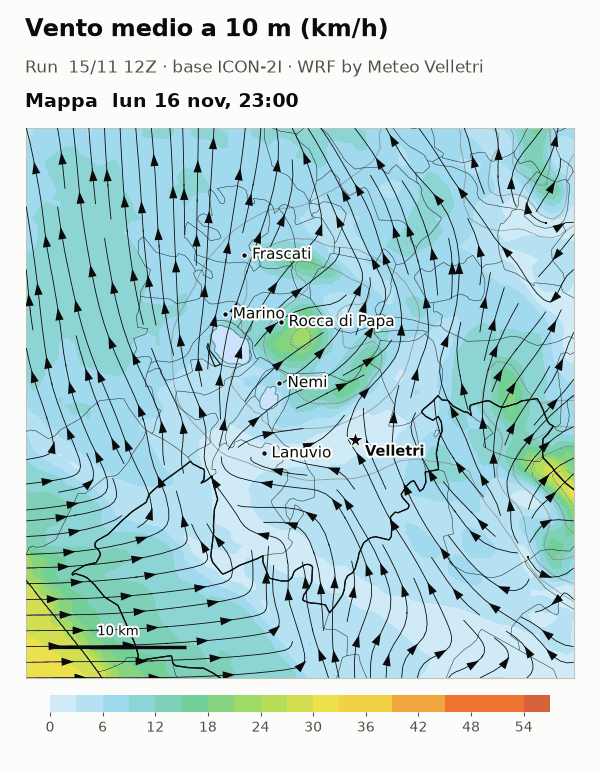 Vento medio a 10 m (km/h)
Run  15/11 12Z · base ICON-2I · WRF by Meteo Velletri
Mappa  lun 16 nov, 23:00
Frascati
Marino
Rocca di Papa
Nemi
Velletri
Lanuvio
10 km
0 6 12 18 24 30 36 42 48 54